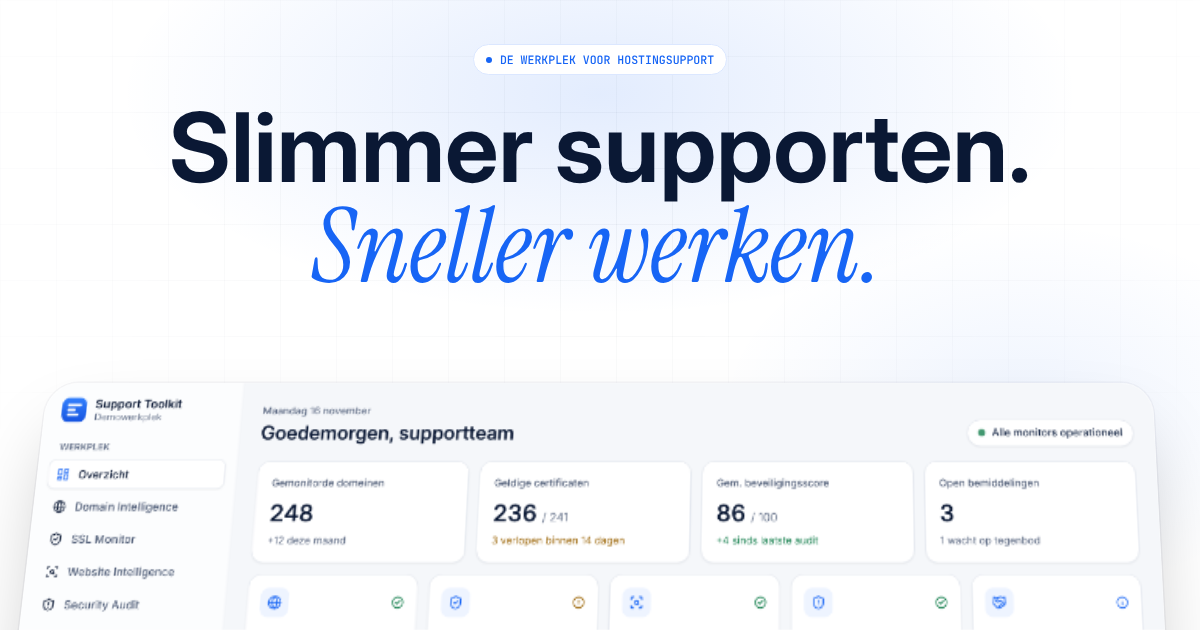 DE WERKPLEK VOOR HOSTINGSUPPORT
Slimmer supporten.
Sneller werken.
Support Toolkit
Demowerkplek
WERKPLEK
Overzicht
Domain Intelligence
SSL Monitor
Website Intelligence
Security Audit
Maandag 16 november
Goedemorgen, supportteam
Alle monitors operationeel
Gemonitorde domeinen
248
+12 deze maand
Geldige certificaten
236 / 241
3 verlopen binnen 14 dagen
Gem. beveiligingsscore
86 / 100
+4 sinds laatste audit
Open bemiddelingen
3
1 wacht op tegenbod